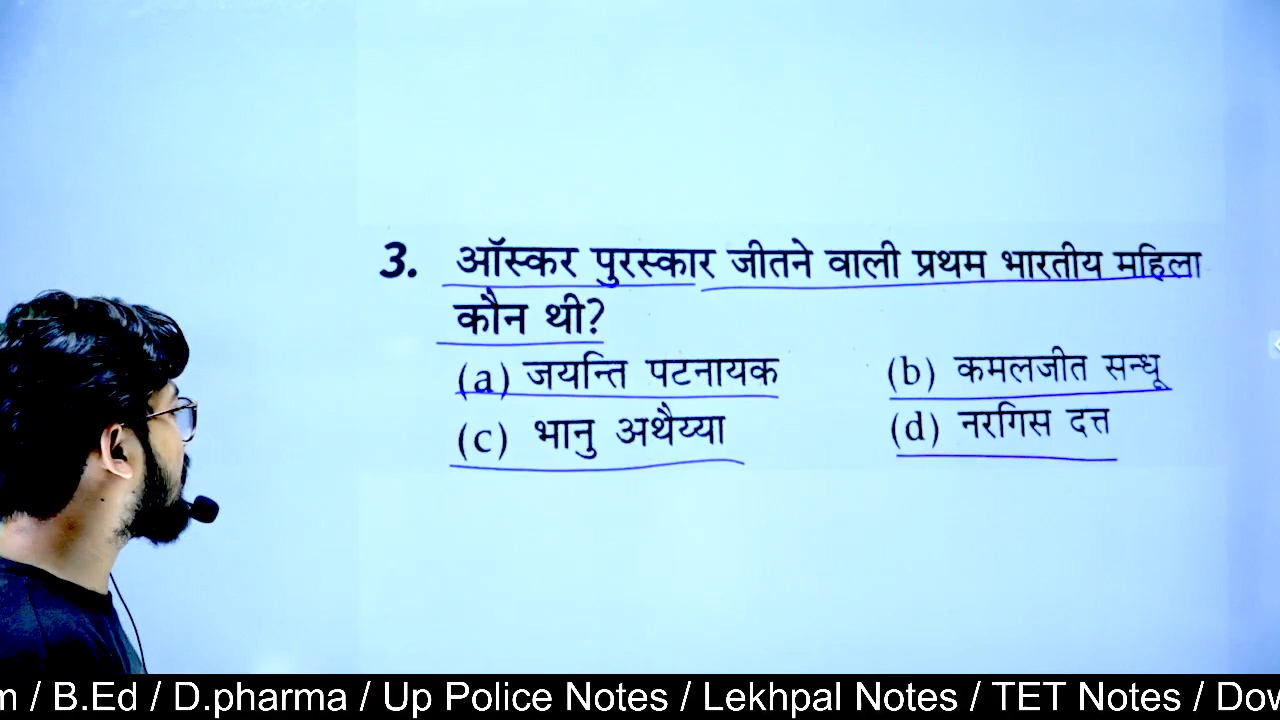 3. ऑस्कर पुरस्कार जीतने वाली प्रथम भारतीय महिला
कौन थी?
(a) जयन्ति पटनायक (b) कमलजीत सन्धू
(c) भानु अथैय्या (d) नरगिस दत्त
m / B.Ed / D.pharma / Up Police Notes / Lekhpal Notes / TET Notes / Dow